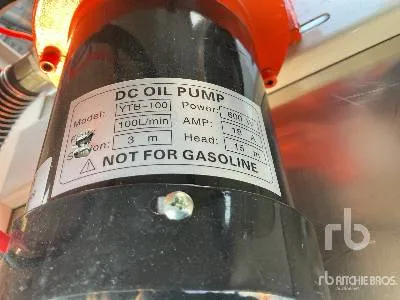 DC OIL PUMP
Model: YTB-100 Power: 600
100L/min AMP: 18
3 m Head: 15 m
NOT FOR GASOLINE
rb
rb RITCHIE BROS.